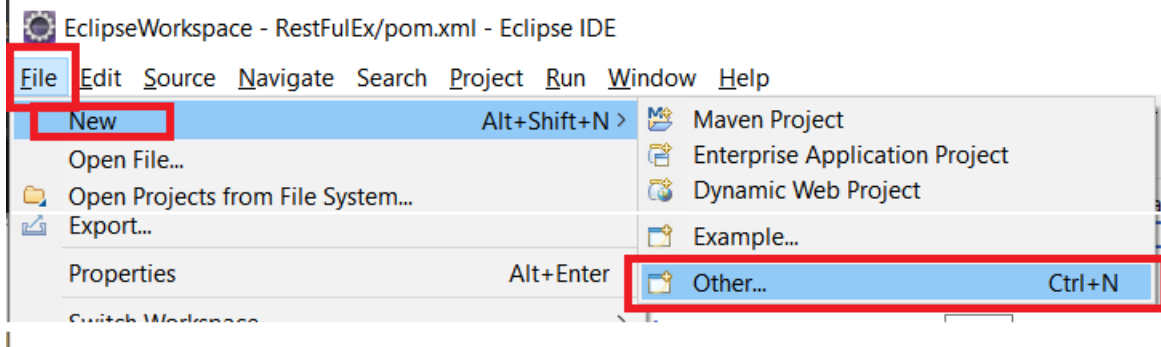 EclipseWorkspace - RestFulEx/pom.xml - Eclipse IDE
File Edit Source Navigate Search Project Run Window Help
New Alt+Shift+N >
Open File...
Open Projects from File System...
Export...
Properties Alt+Enter
Switch Workspace >
Maven Project
Enterprise Application Project
Dynamic Web Project
Example...
Other... Ctrl+N